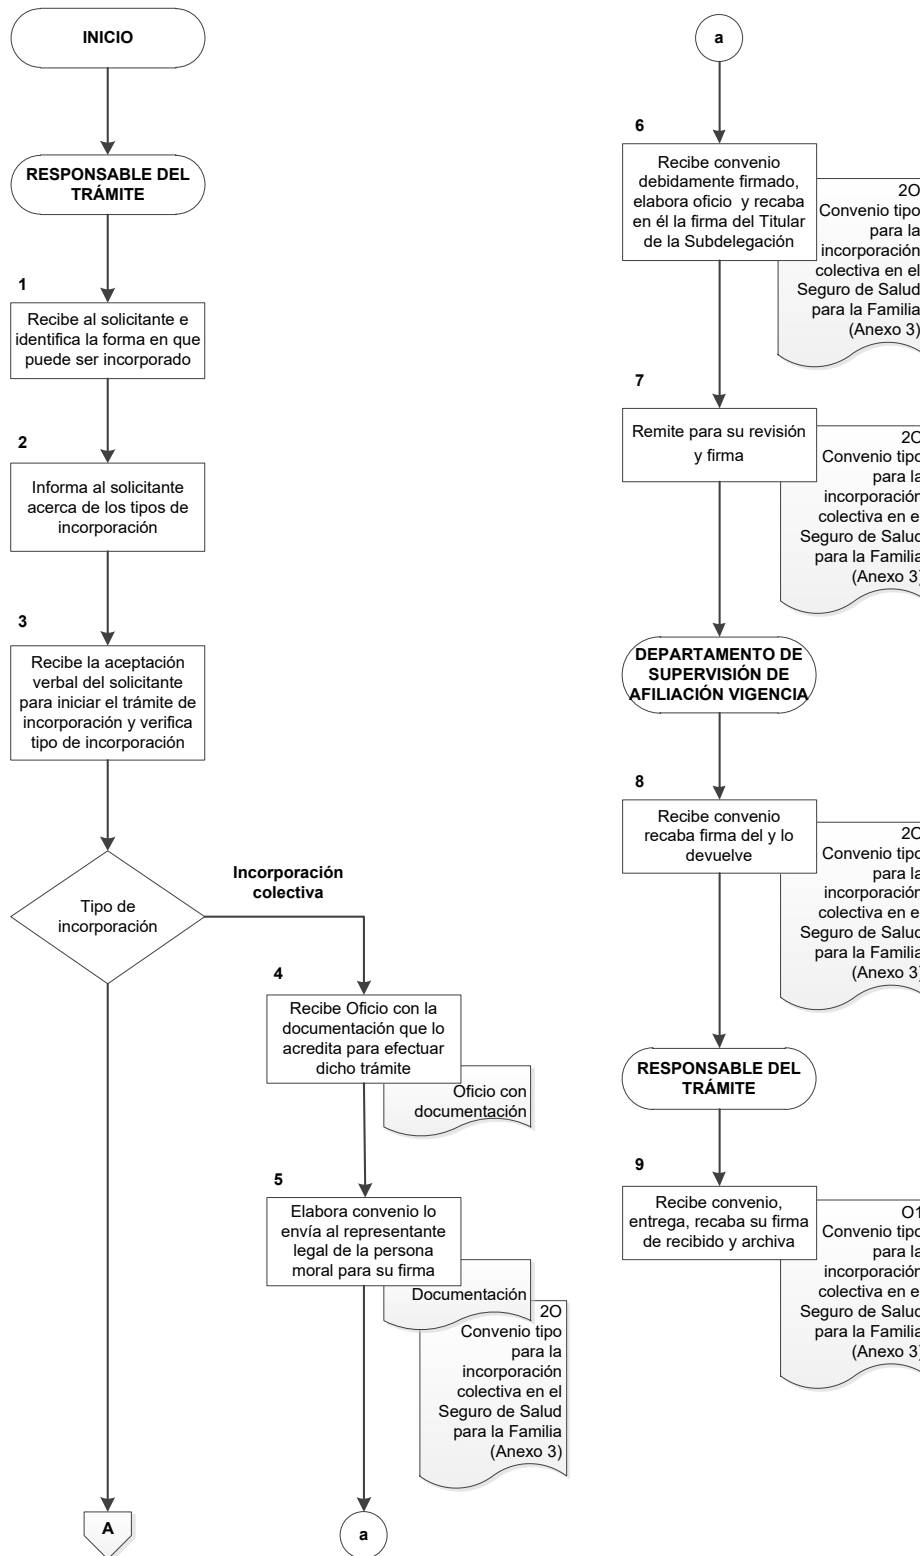 INICIO
RESPONSABLE DEL
TRÁMITE
1
Recibe al solicitante e
identifica la forma en que
puede ser incorporado
2
Informa al solicitante
acerca de los tipos de
incorporación
3
Recibe la aceptación
verbal del solicitante
para iniciar el trámite de
incorporación y verifica
tipo de incorporación
Tipo de
incorporación
Incorporación
colectiva
4
Recibe Oficio con la
documentación que lo
acredita para efectuar
dicho trámite
Oficio con
documentación
5
Elabora convenio lo
envía al representante
legal de la persona
moral para su firma
Documentación
2O
Convenio tipo
para la
incorporación
colectiva en el
Seguro de Salud
para la Familia
(Anexo 3)
A
a
a
6
Recibe convenio
debidamente firmado,
elabora oficio y recaba
en él la firma del Titular
de la Subdelegación
2O
Convenio tipo
para la
incorporación
colectiva en el
Seguro de Salud
para la Familia
(Anexo 3)
7
Remite para su revisión
y firma
2O
Convenio tipo
para la
incorporación
colectiva en el
Seguro de Salud
para la Familia
(Anexo 3)
DEPARTAMENTO DE
SUPERVISIÓN DE
AFILIACIÓN VIGENCIA
8
Recibe convenio
recaba firma del y lo
devuelve
2O
Convenio tipo
para la
incorporación
colectiva en el
Seguro de Salud
para la Familia
(Anexo 3)
RESPONSABLE DEL
TRÁMITE
9
Recibe convenio,
entrega, recaba su firma
de recibido y archiva
O1
Convenio tipo
para la
incorporación
colectiva en el
Seguro de Salud
para la Familia
(Anexo 3)